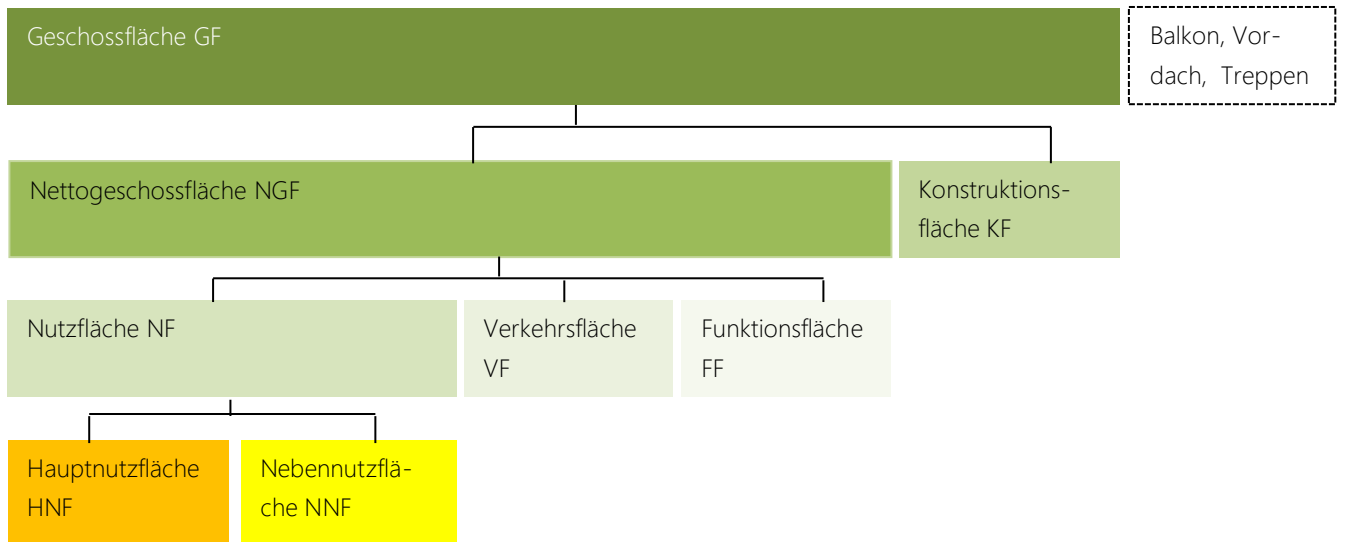 Geschossfläche GF
Balkon, Vor-
dach, Treppen
Nettogeschossfläche NGF
Konstruktions-
fläche KF
Nutzfläche NF
Verkehrsfläche
VF
Funktionsfläche
FF
Hauptnutzfläche
HNF
Nebennutzflä-
che NNF